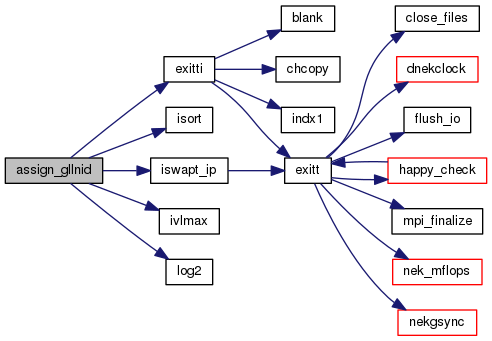 assign_gllnid
exitti
isort
iswapt_ip
ivlmax
log2
blank
chcopy
indx1
exitt
close_files
dnekclock
flush_io
happy_check
mpi_finalize
nek_mflops
nekgsync